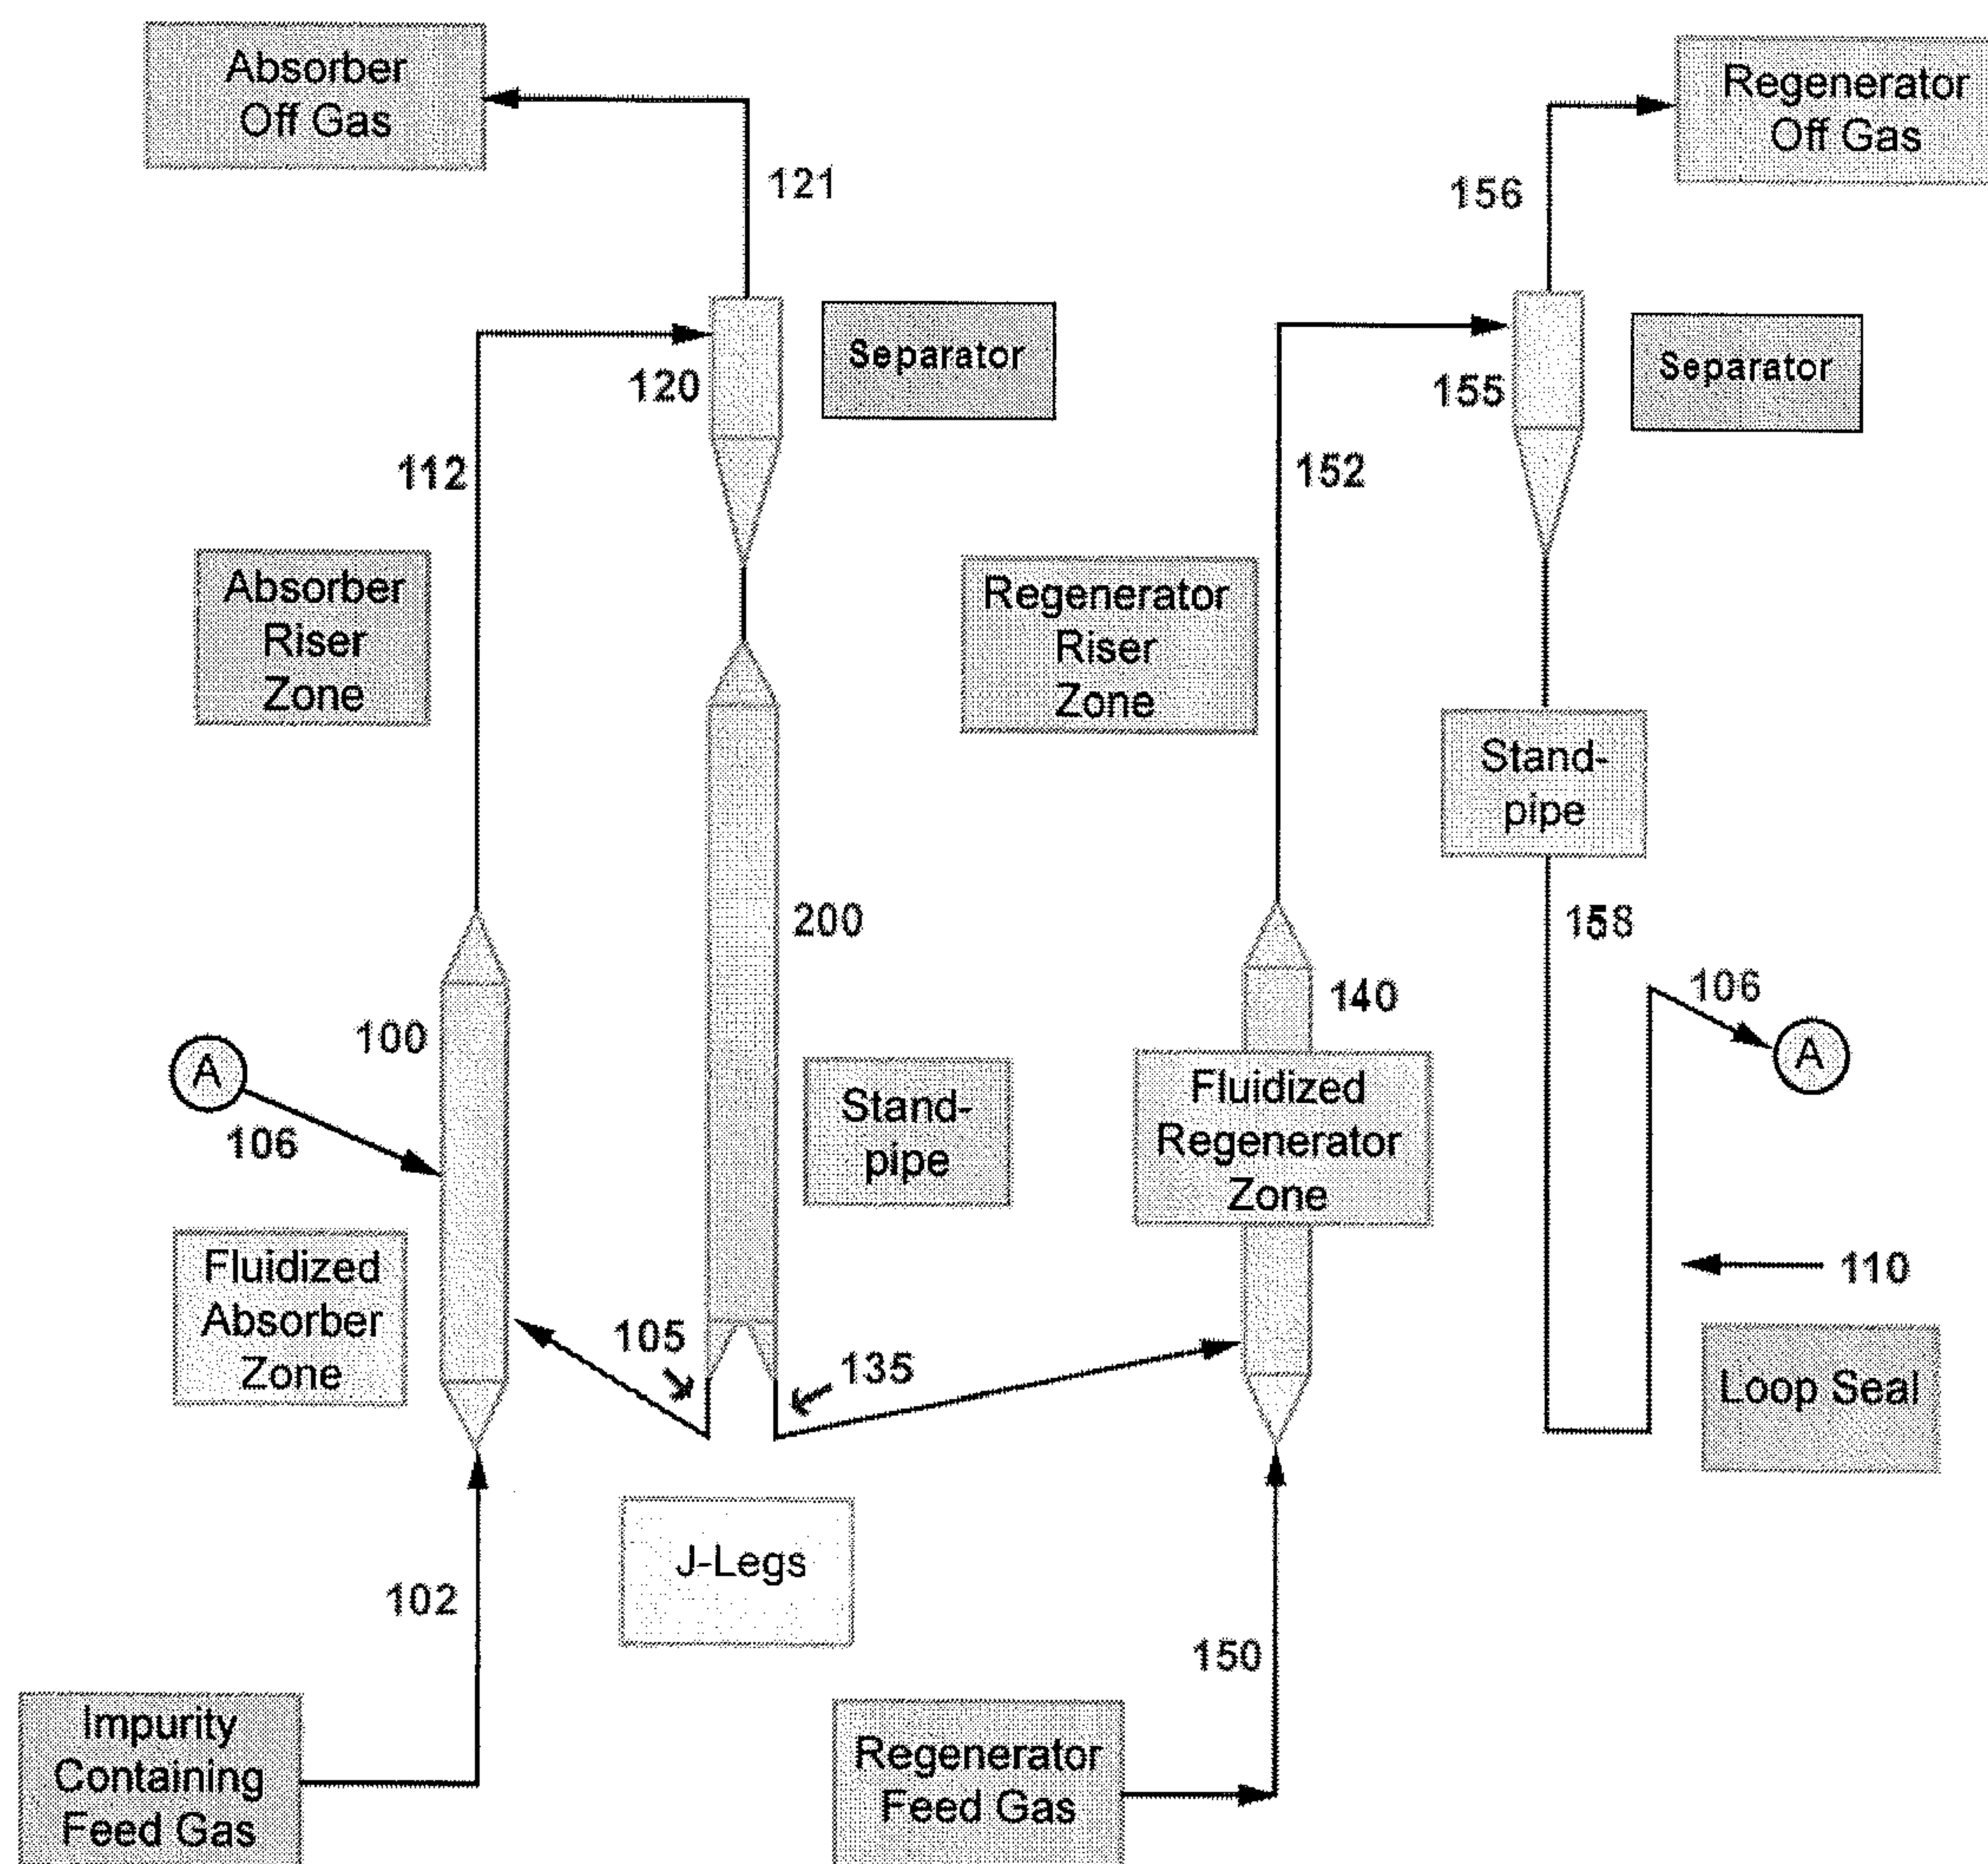 Absorber
Off Gas
Regenerator
Off Gas
121
156
Separator
Separator
120
155
112
152
Absorber
Riser
Zone
Regenerator
Riser
Zone
Stand-
pipe
200
158
100
140
106
A
A
106
Fluidized
Regenerator
Zone
Stand-
pipe
Fluidized
Absorber
Zone
105
135
110
Loop Seal
J-Legs
102
150
Impurity
Containing
Feed Gas
Regenerator
Feed Gas